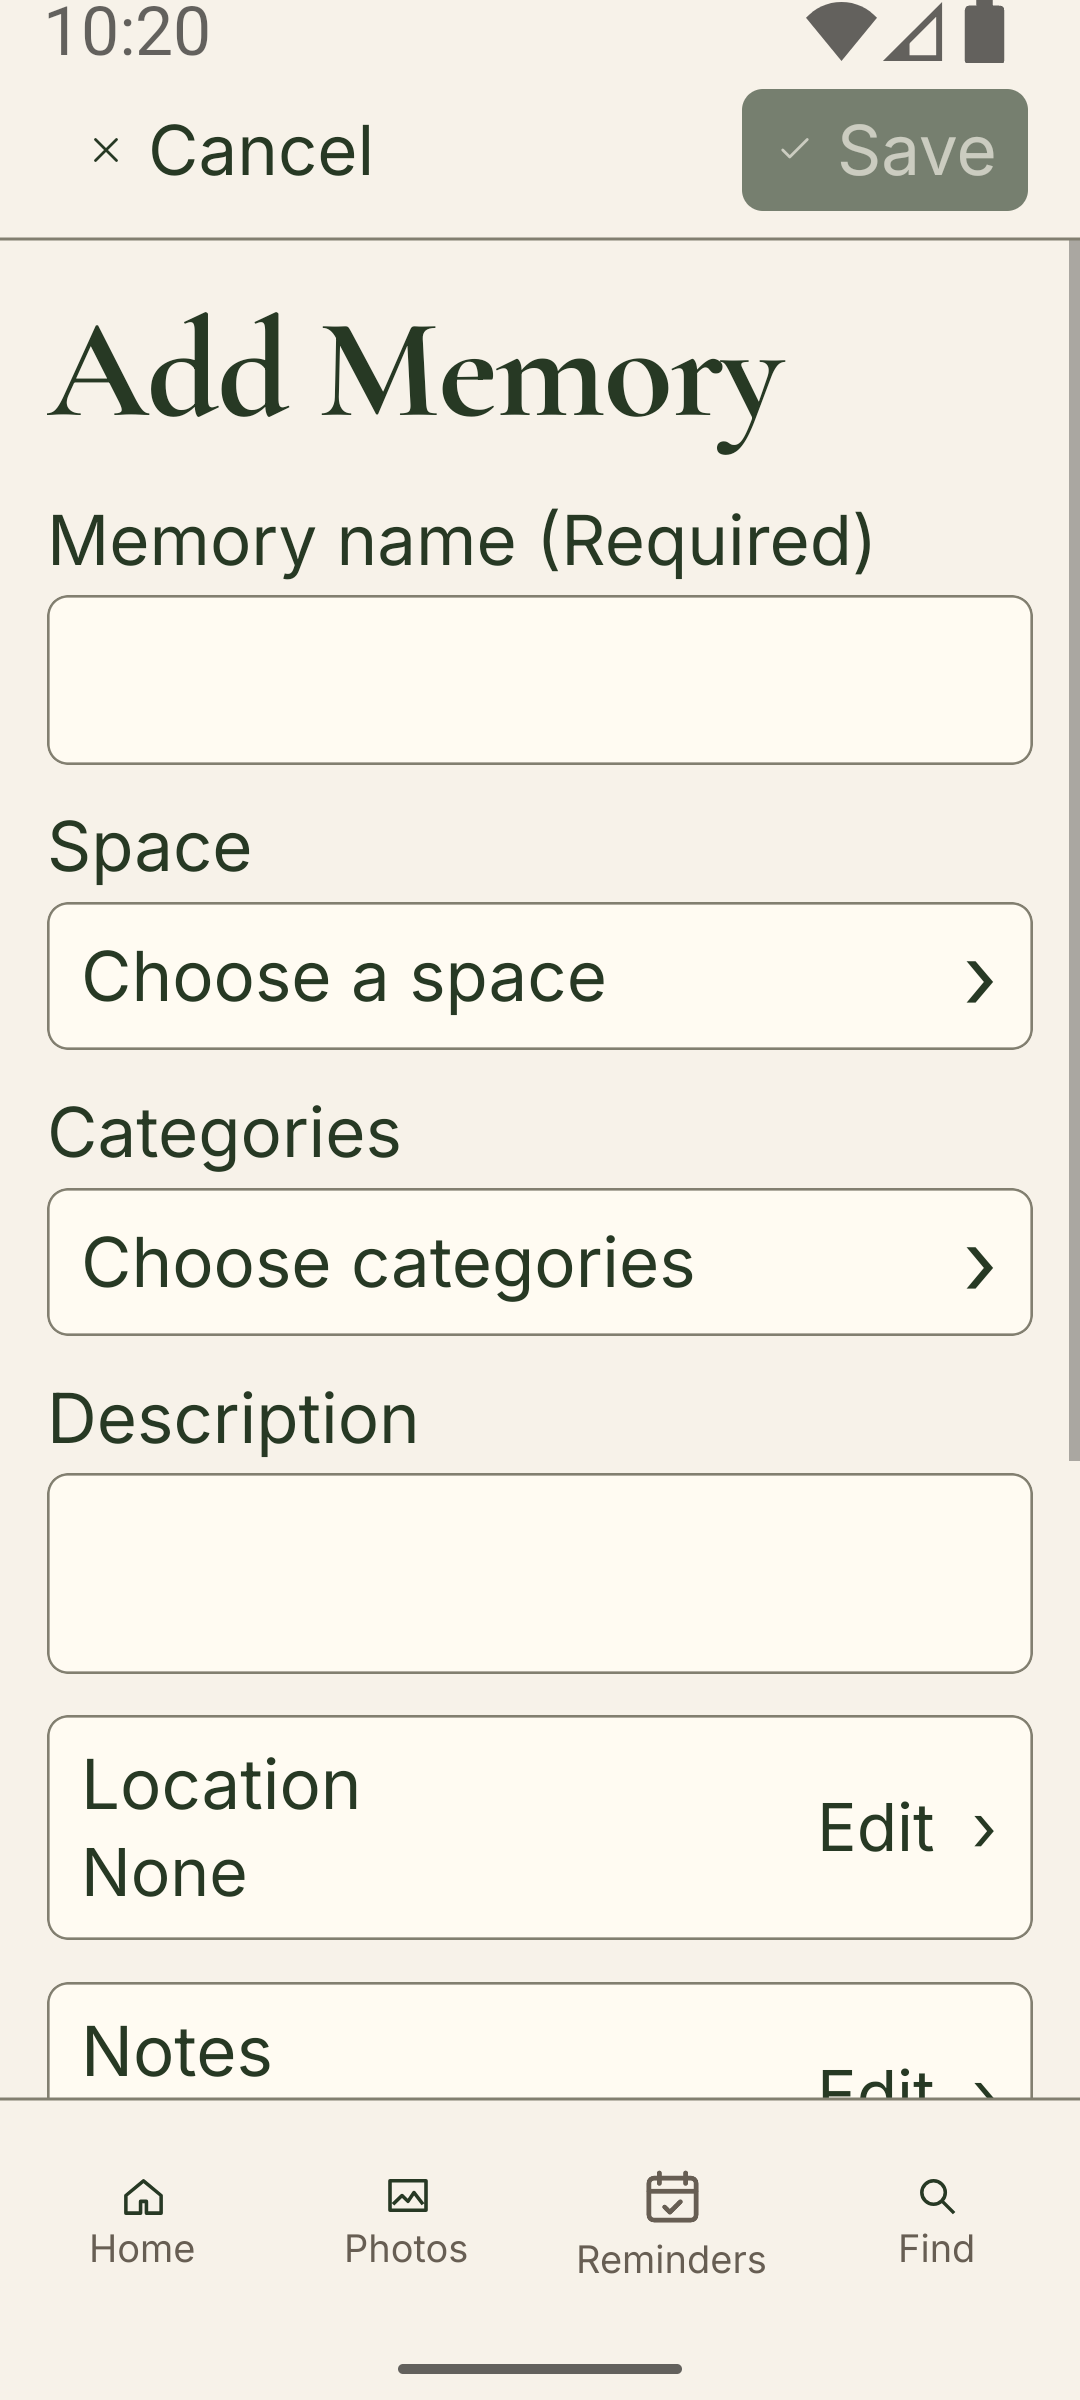 10:20
Cancel
Save
Add Memory
Memory name (Required)
Space
Choose a space
Categories
Choose categories
Description
Location
None
Edit
Notes
Edit
Home
Photos
Reminders
Find